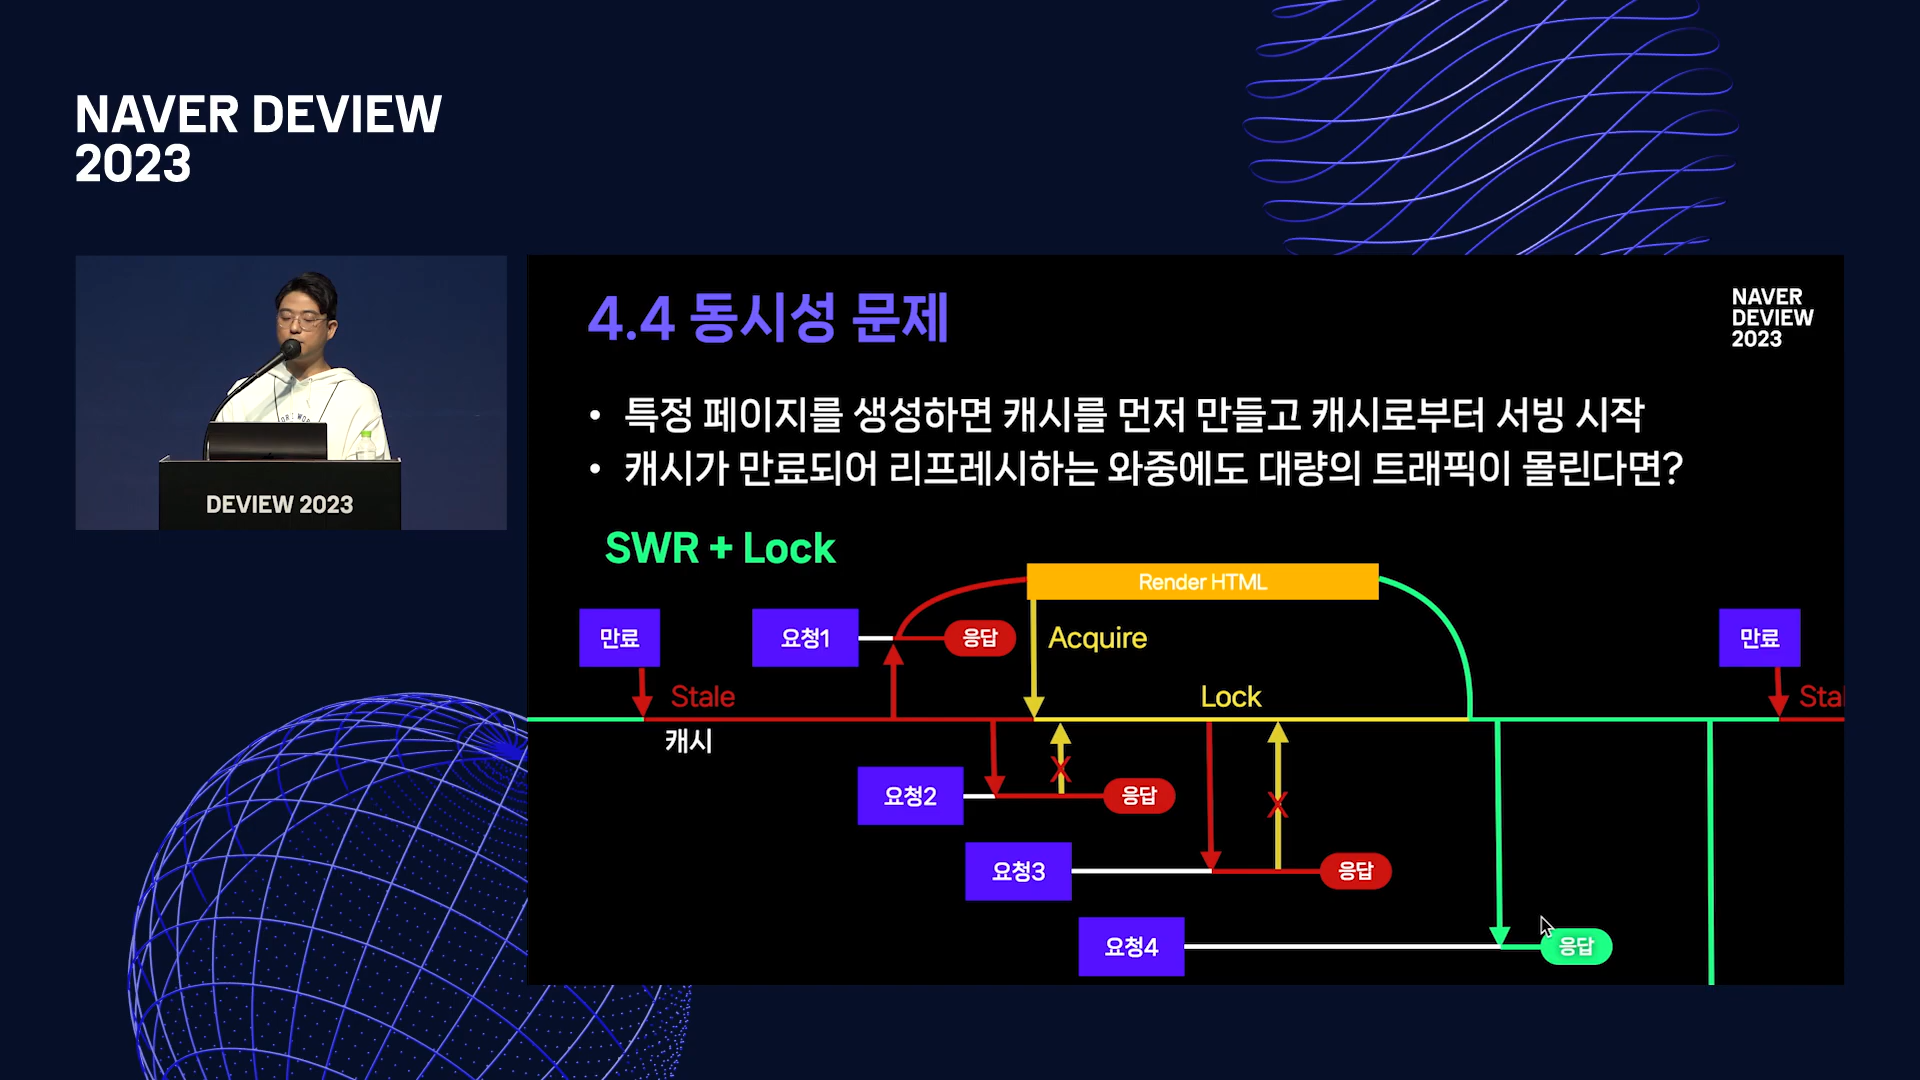 NAVER DEVIEW
2023
DEVIEW 2023
4.4 동시성 문제
NAVER
DEVIEW
2023
• 특정 페이지를 생성하면 캐시를 먼저 만들고 캐시로부터 서빙 시작
• 캐시가 만료되어 리프레시하는 와중에도 대량의 트래픽이 몰린다면?
SWR + Lock
Render HTML
만료
요청1
응답
Acquire
만료
Stale
Lock
Stal
캐시
X
요청2
응답
X
요청3
응답
요청4
응답